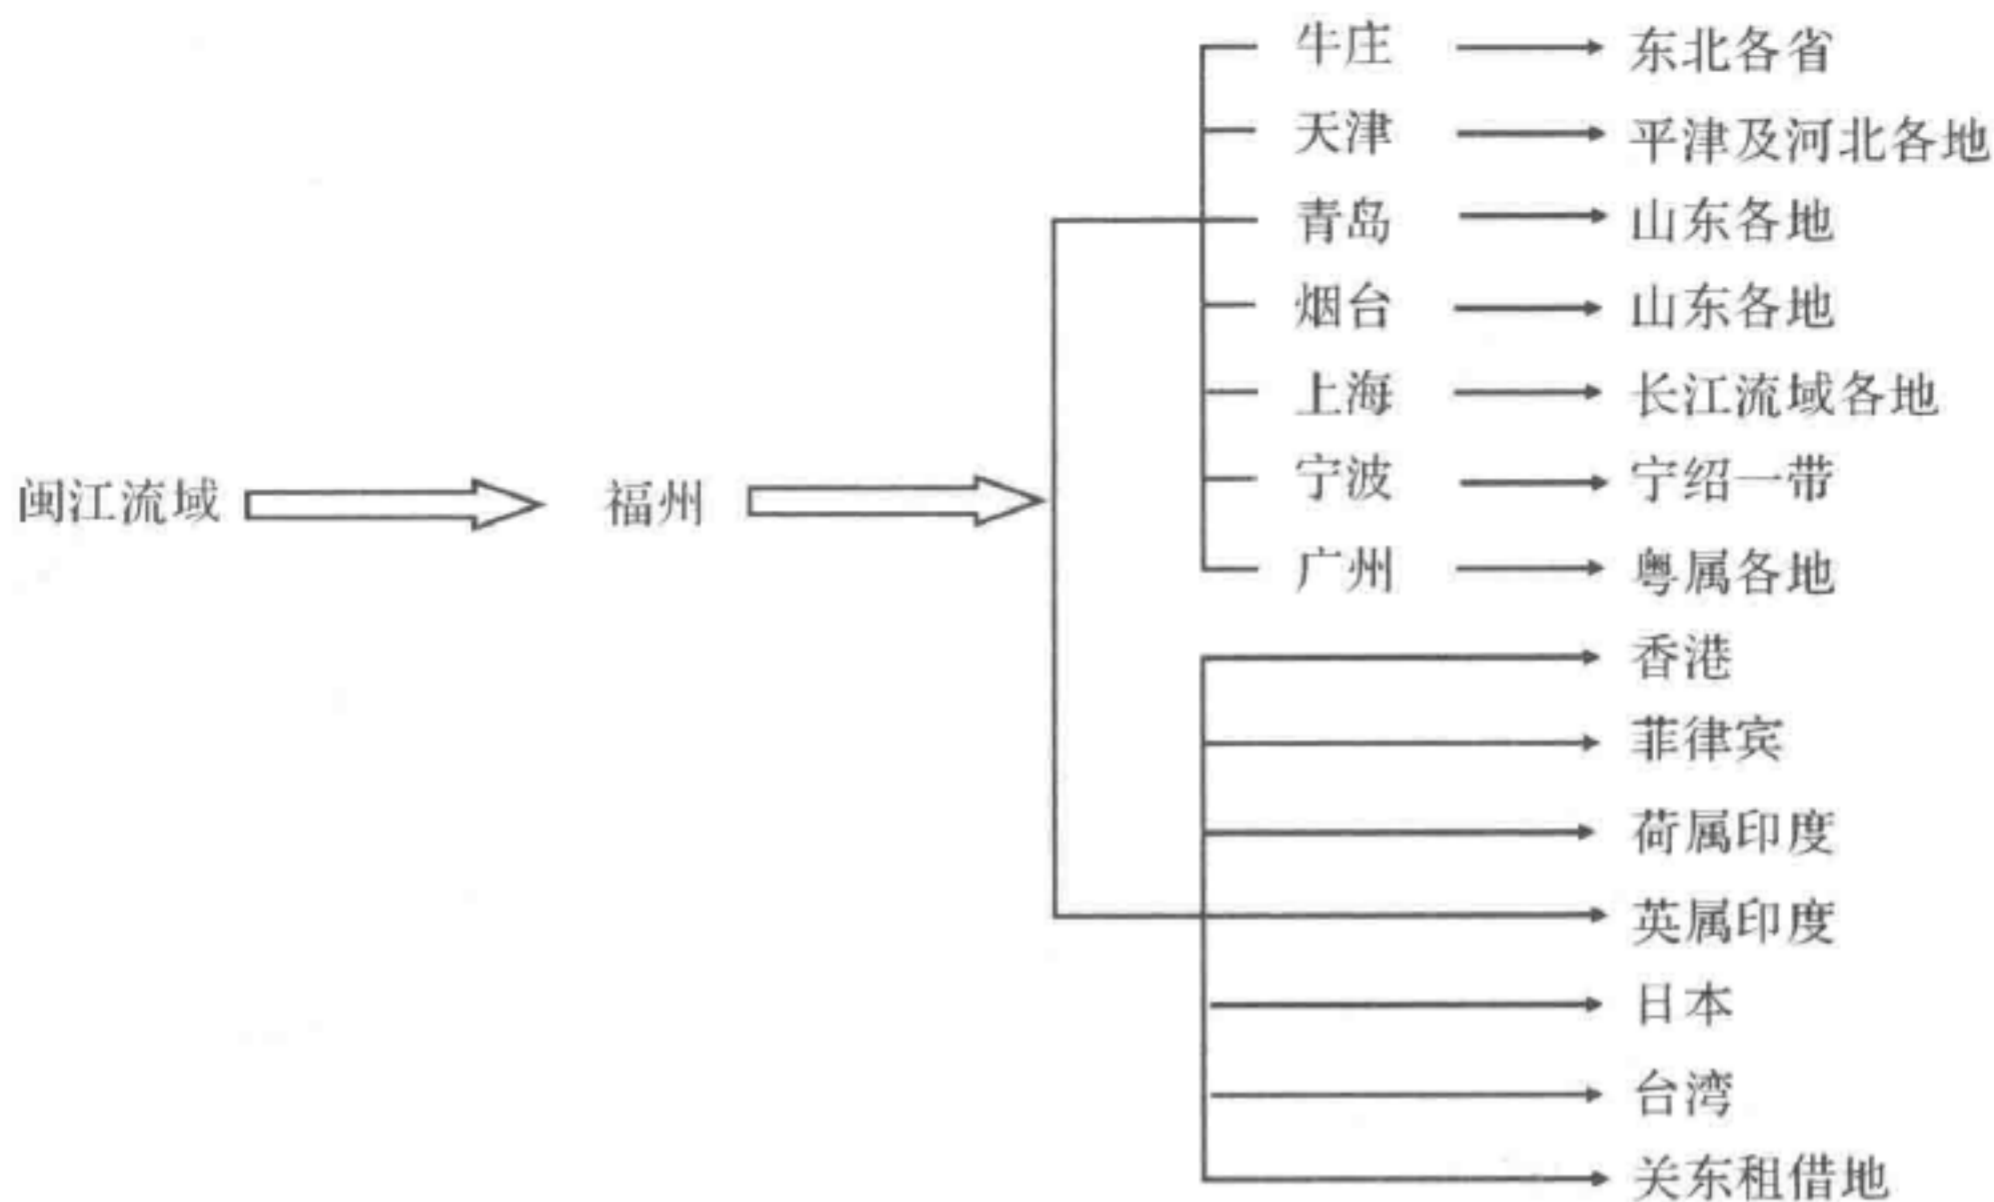 牛庄 东北各省
天津 平津及河北各地
青岛 山东各地
烟台 山东各地
上海 长江流域各地
宁波 宁绍一带
闽江流域 福州
广州 粤属各地
香港
菲律宾
荷属印度
英属印度
日本
台湾
关东租借地